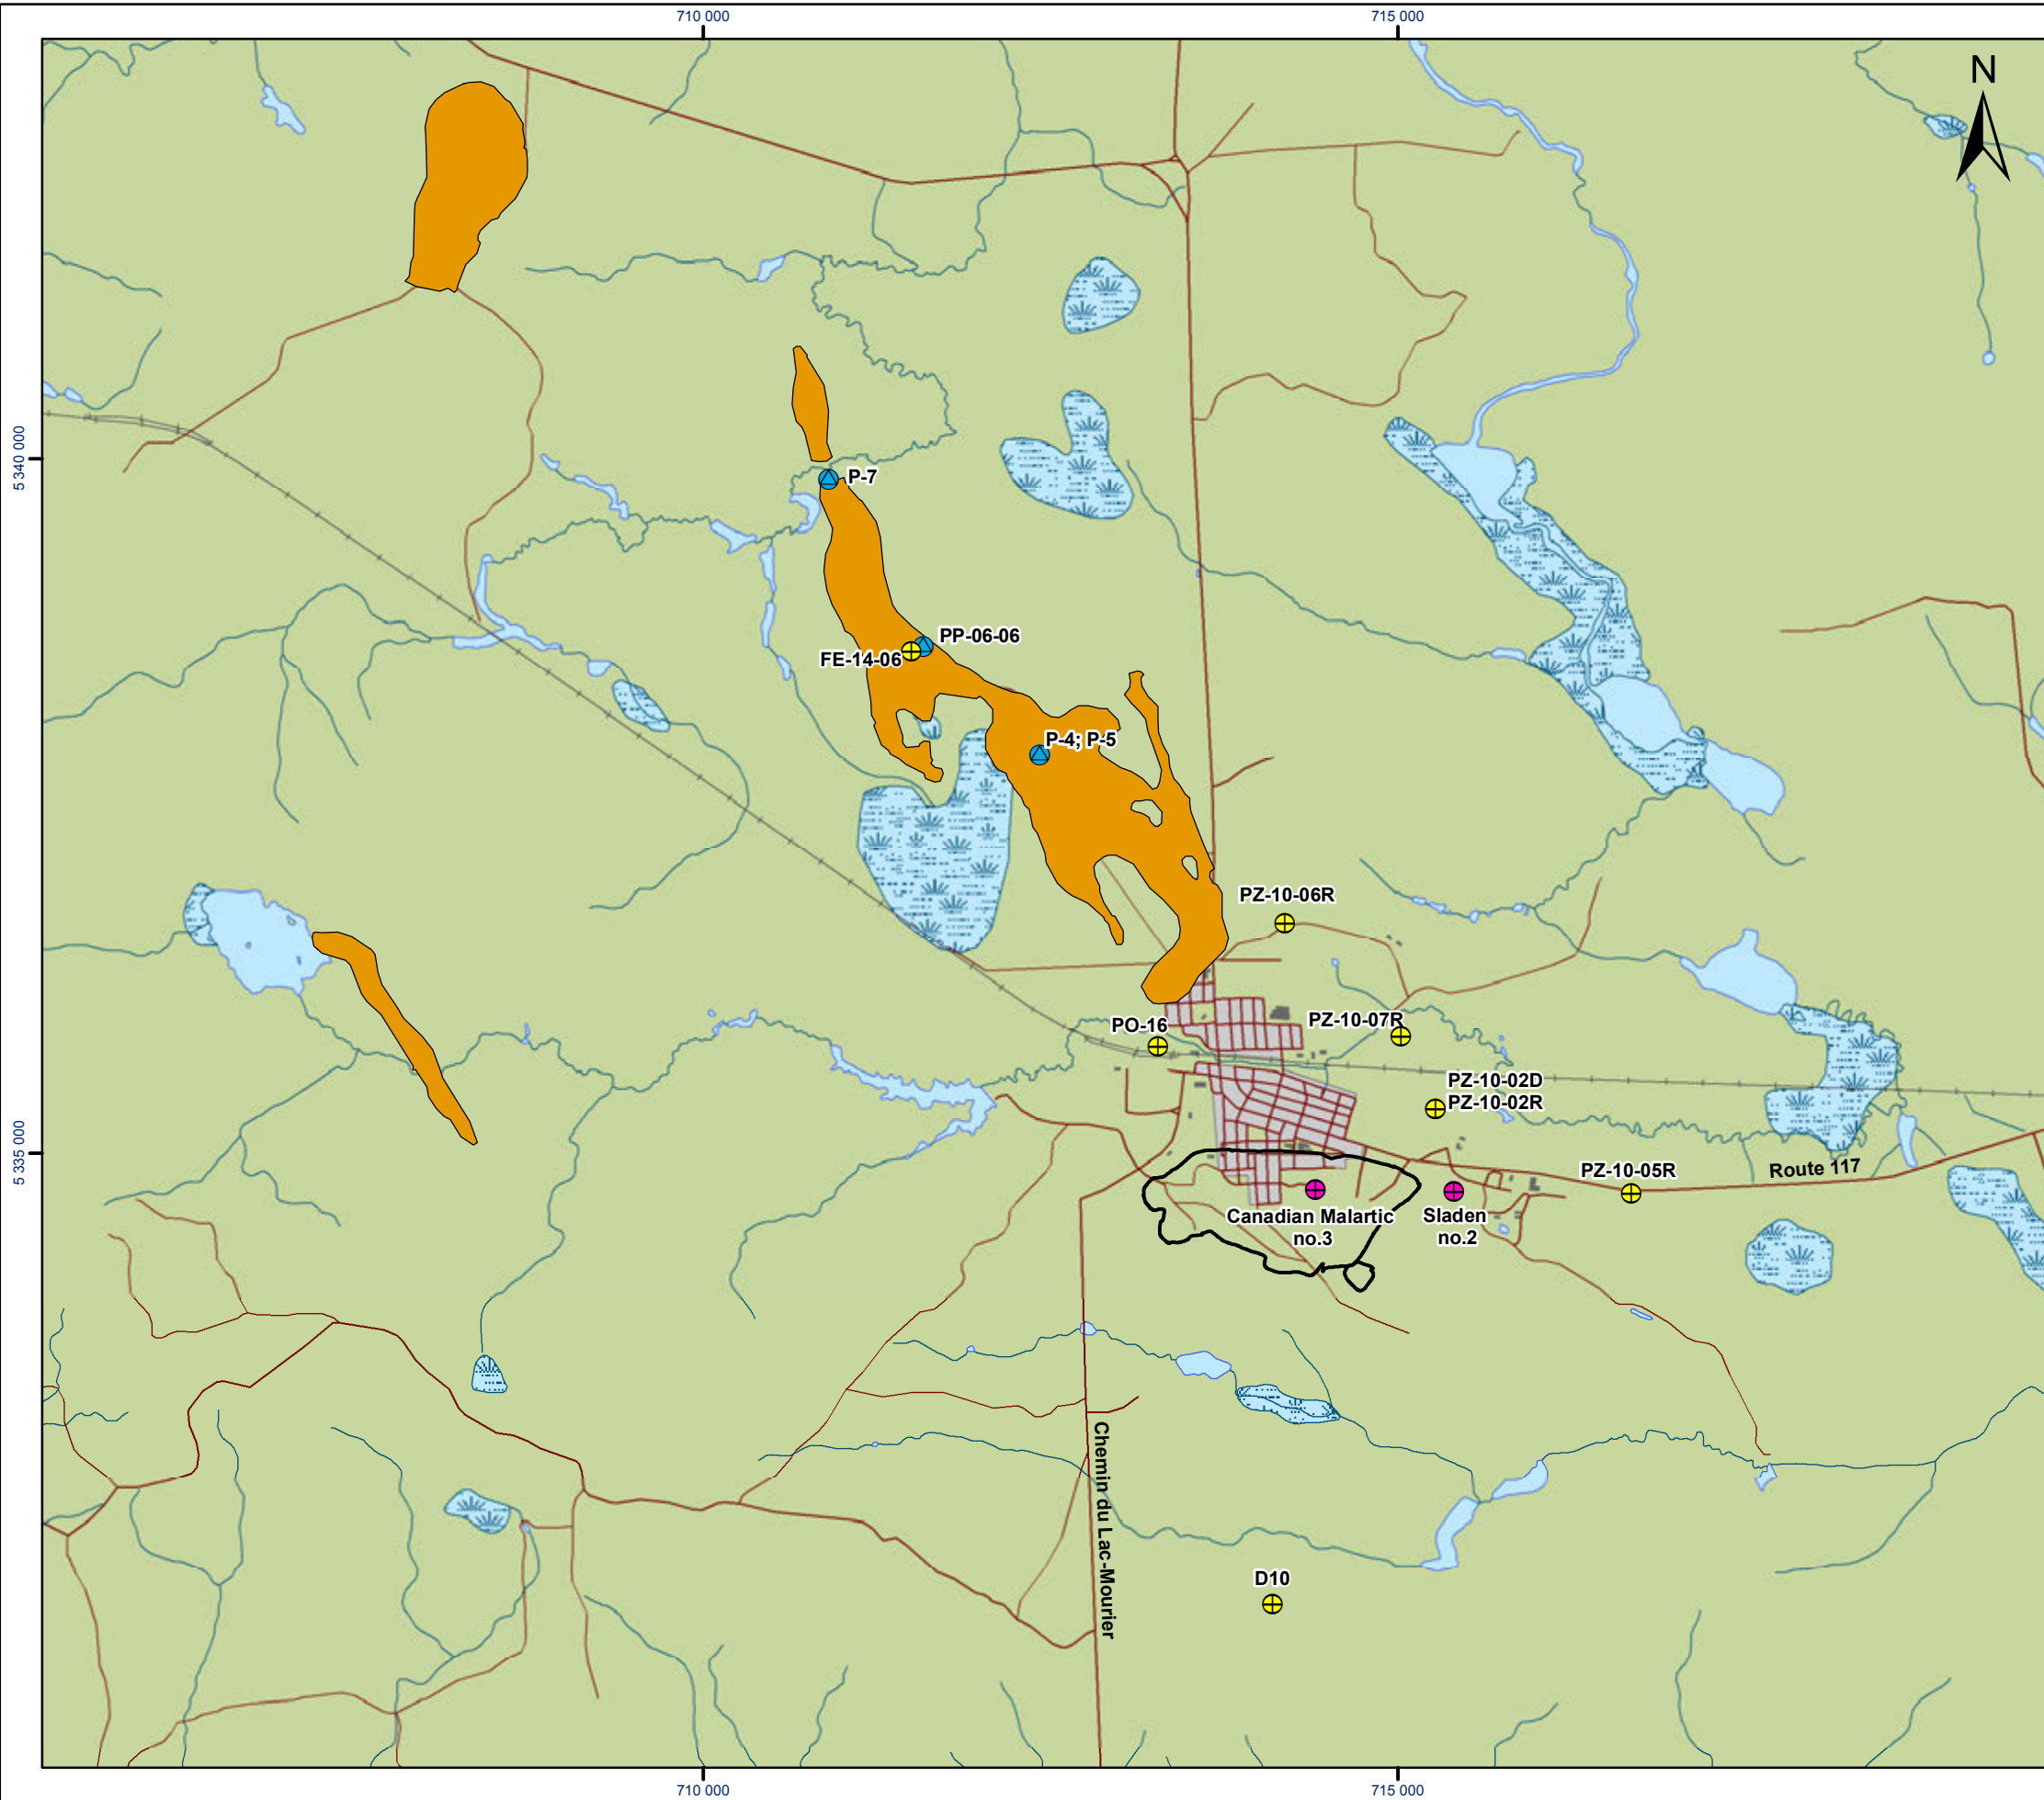 710 000
715 000
N
5 340 000
P-7
PP-06-06
FE-14-06
P-4; P-5
PZ-10-06R
PO-16
PZ-10-07R
PZ-10-02D
PZ-10-02R
5 335 000
Route 117
PZ-10-05R
Canadian Malartic
no.3
Sladen
no.2
Chemin du Lac-Mourier
D10
710 000
715 000